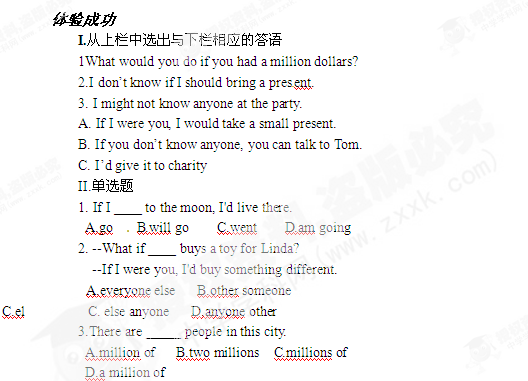 体验成功
I.从上栏中选出与下栏相应的答语
1What would you do if you had a million dollars?
2.I don't know if I should bring a present.
3. I might not know anyone at the party.
A. If I were you, I would take a small present.
B. If you don't know anyone, you can talk to Tom.
C. I'd give it to charity
II.单选题
1. If I ____ to the moon, I'd live there.
A.go . B.will go C.went D.am going
2. --What if ____ buys a toy for Linda?
--If I were you, I'd buy something different.
A.everyone else B.other someone
C.el C. else anyone D.anyone other
3.There are _____ people in this city.
A.million of B.two millions C.millions of
D.a million of